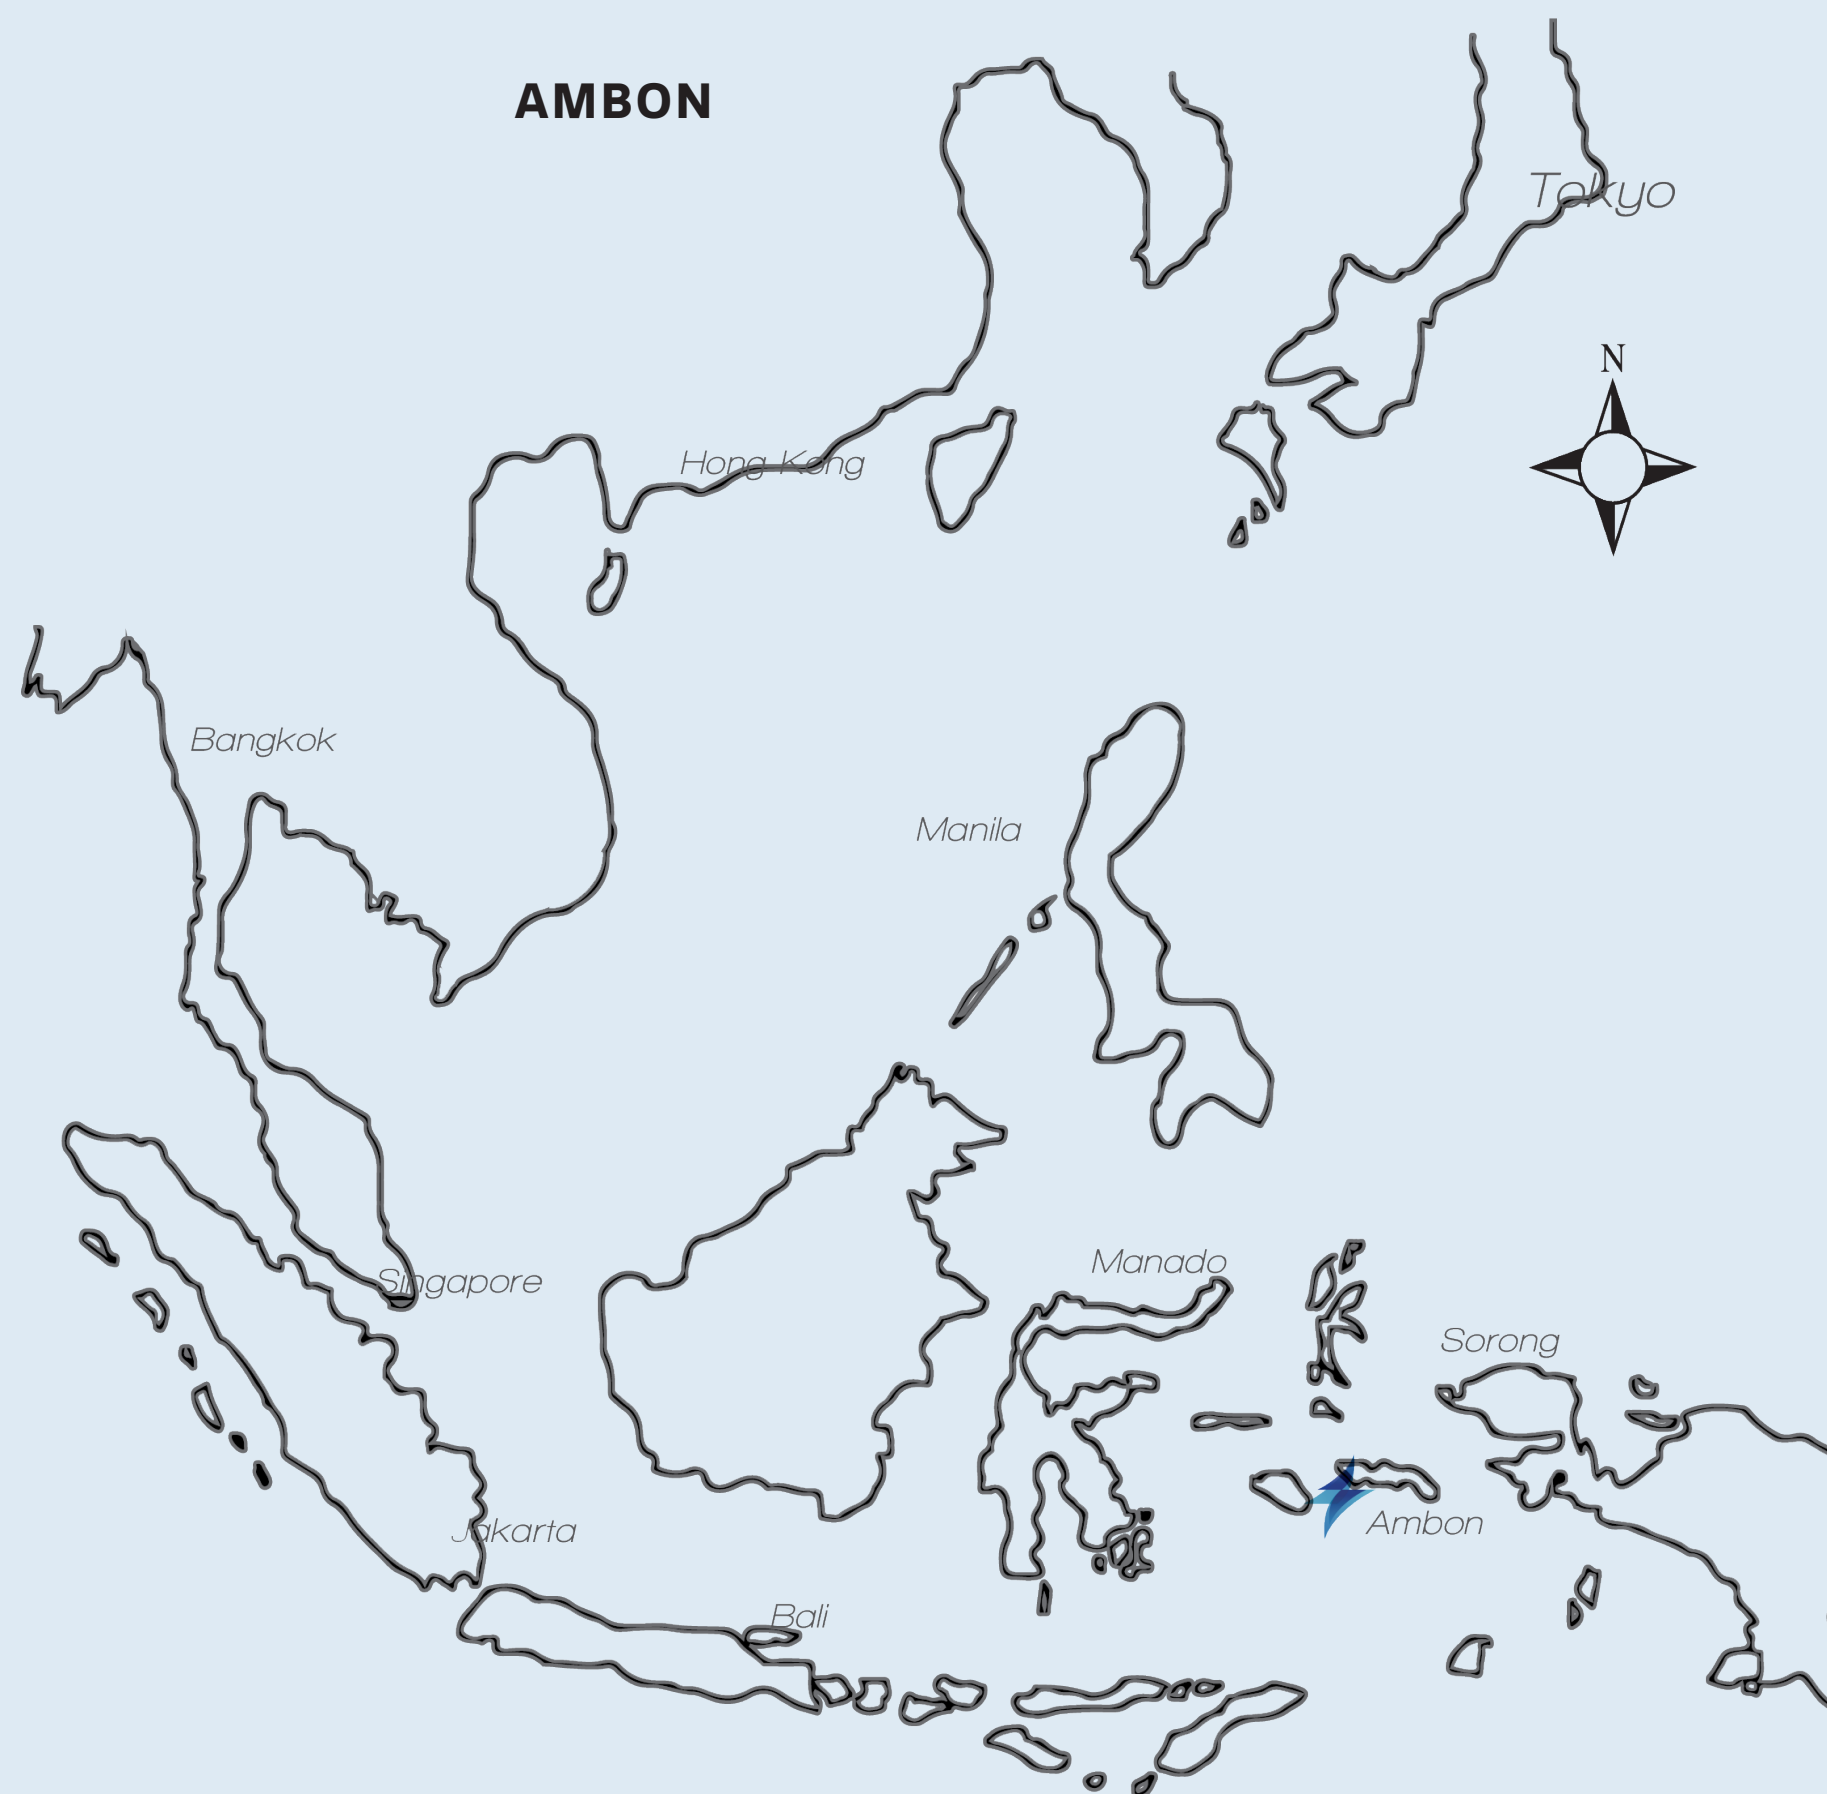 AMBON
Tokyo
N
Hong Kong
Bangkok
Manila
Manado
Singapore
Sorong
Ambon
Jakarta
Bali